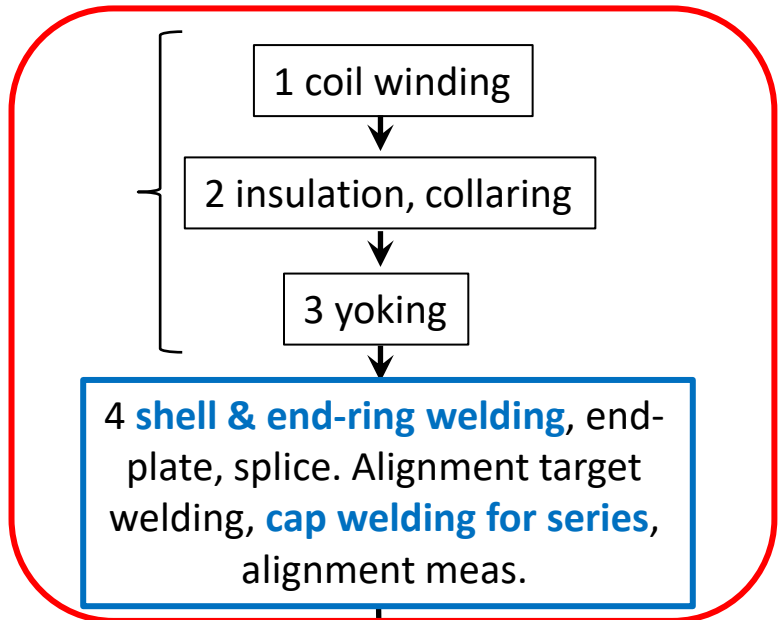 1 coil winding
2 insulation, collaring
3 yoking
4 shell & end-ring welding, end-
plate, splice. Alignment target
welding, cap welding for series,
alignment meas.